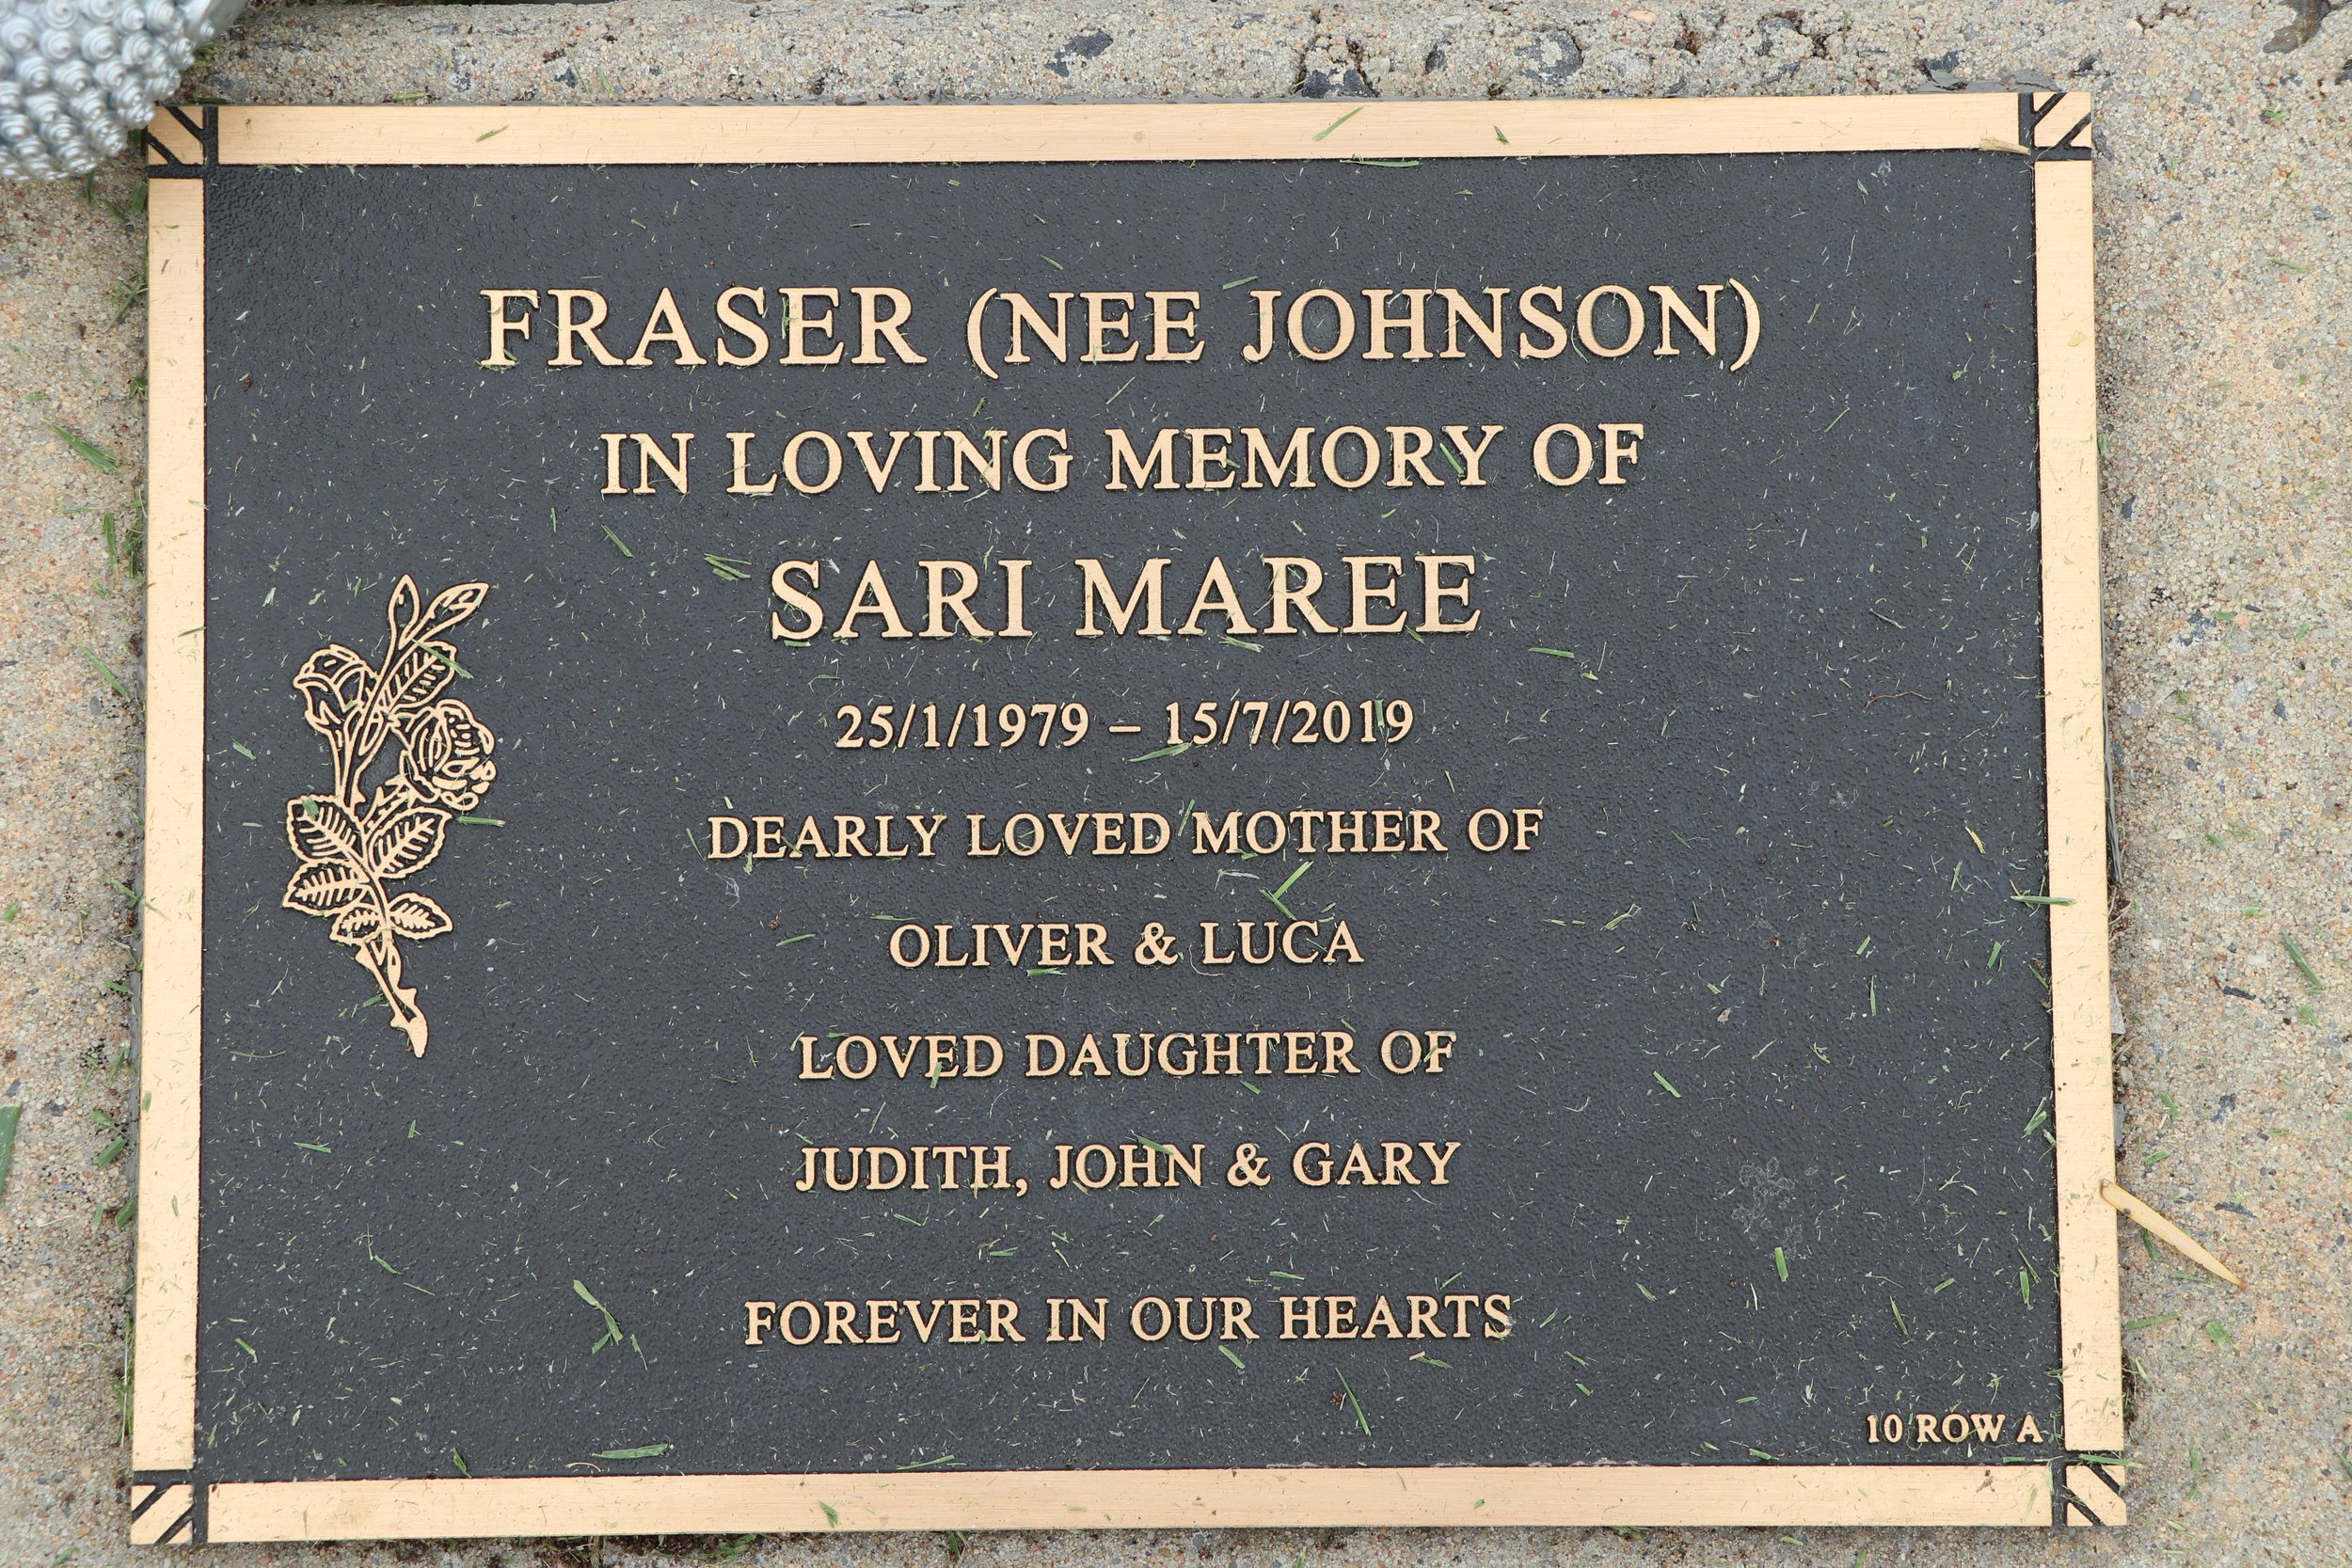 FRASER (NEE JOHNSON)
IN LOVING MEMORY OF
SARI MAREE
25/1/1979 – 15/7/2019
DEARLY LOVED MOTHER OF
OLIVER & LUCA
LOVED DAUGHTER OF
JUDITH, JOHN & GARY
FOREVER IN OUR HEARTS
10 ROW A